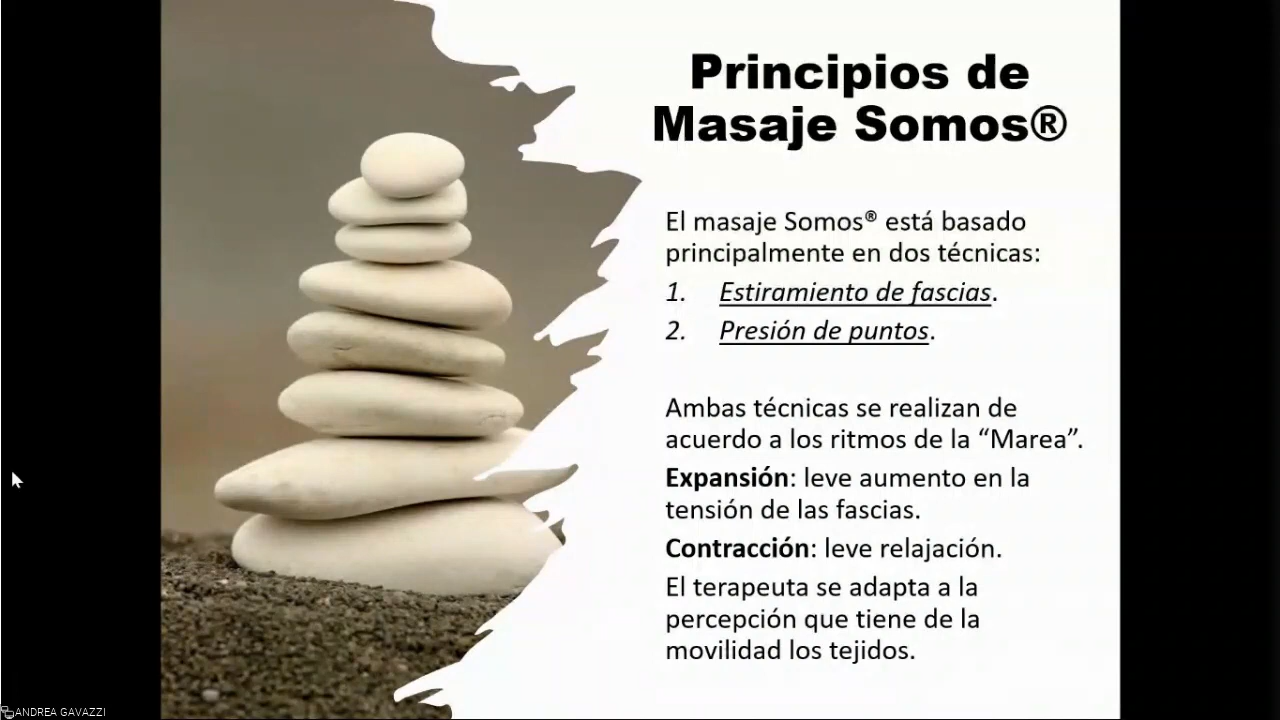 Principios de
Masaje Somos®
El masaje Somos® está basado
principalmente en dos técnicas:
1. Estiramiento de fascias.
2. Presión de puntos.
Ambas técnicas se realizan de
acuerdo a los ritmos de la “Marea”.
Expansión: leve aumento en la
tensión de las fascias.
Contracción: leve relajación.
El terapeuta se adapta a la
percepción que tiene de la
movilidad los tejidos.
ANDREA GAVAZZI